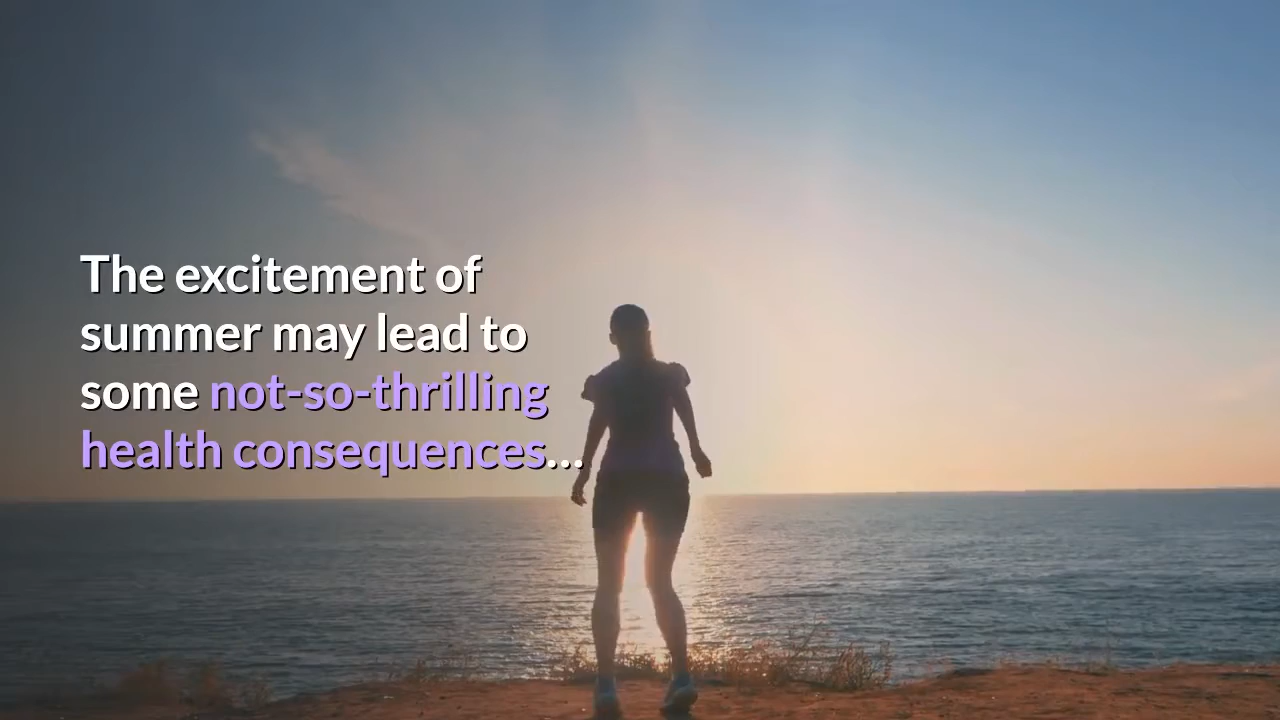 The excitement of
summer may lead to
some not-so-thrilling
health consequences...